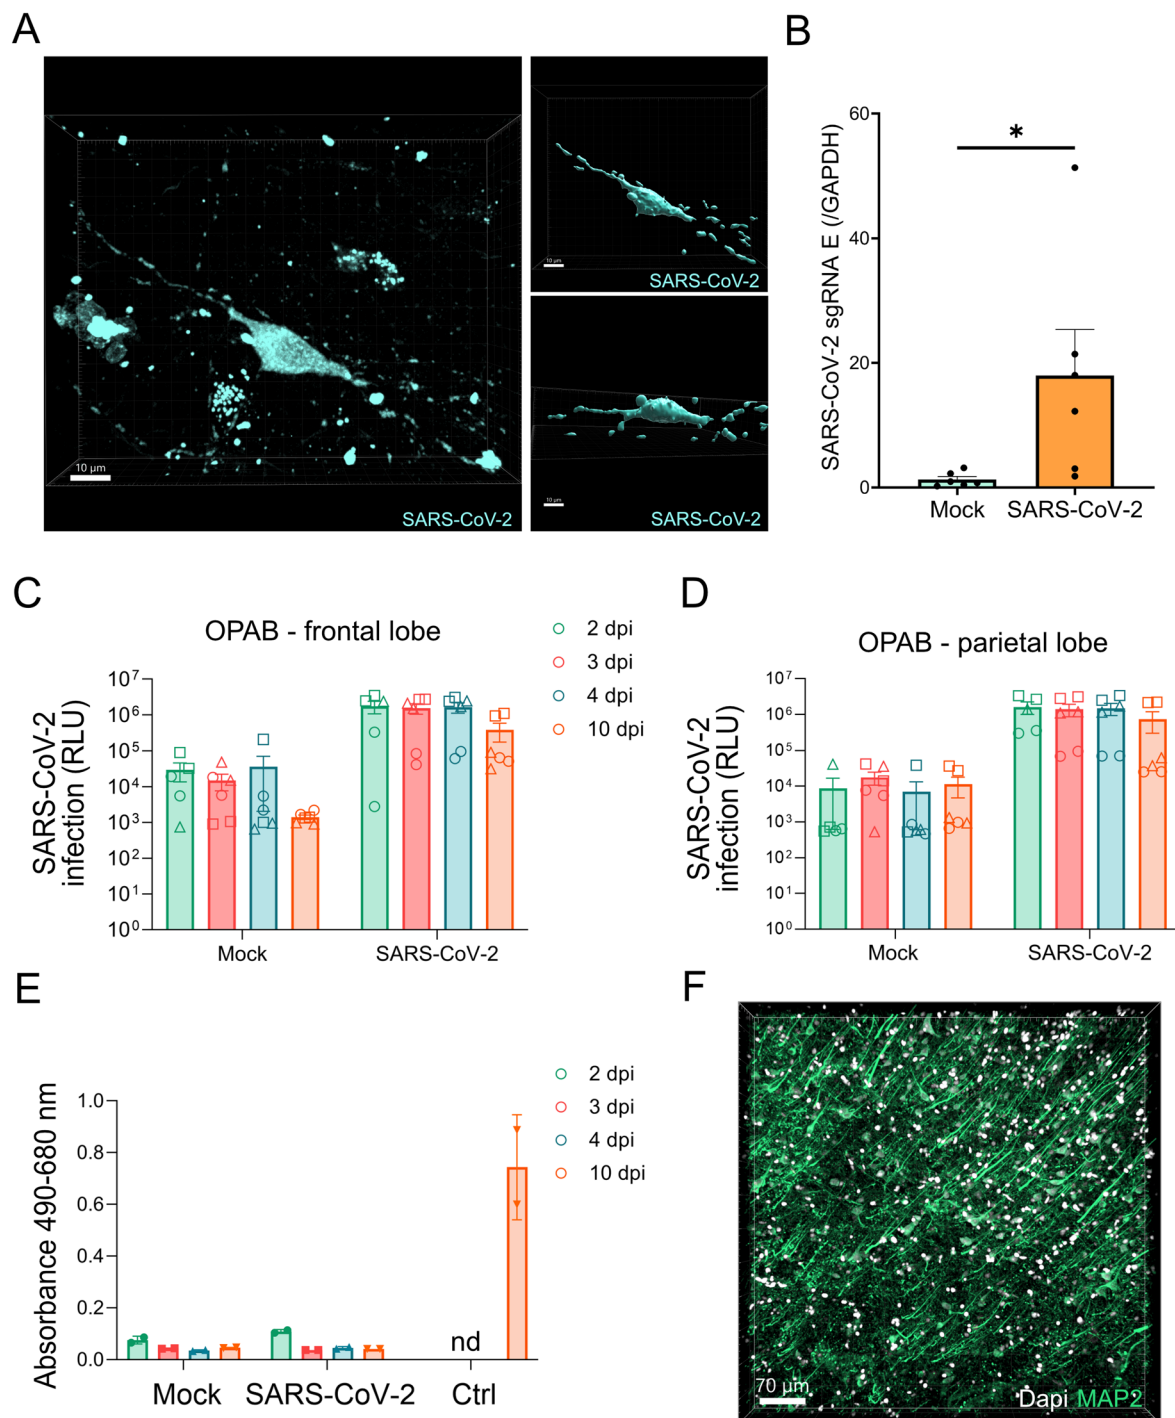 A
10 µm
SARS-CoV-2
10 µm
SARS-CoV-2
10 µm
SARS-CoV-2
B
SARS-CoV-2 sgRNA E (/GAPDH)
60
40
20
0
*
Mock
SARS-CoV-2
C
OPAB - frontal lobe
SARS-CoV-2
infection (RLU)
10⁷
10⁶
10⁵
10⁴
10³
10²
10¹
10⁰
Mock
SARS-CoV-2
2 dpi
3 dpi
4 dpi
10 dpi
D
OPAB - parietal lobe
SARS-CoV-2
infection (RLU)
10⁷
10⁶
10⁵
10⁴
10³
10²
10¹
10⁰
Mock
SARS-CoV-2
E
Absorbance 490-680 nm
1.0
0.8
0.6
0.4
0.2
0.0
nd
Mock
SARS-CoV-2
Ctrl
2 dpi
3 dpi
4 dpi
10 dpi
F
70 µm
Dapi MAP2